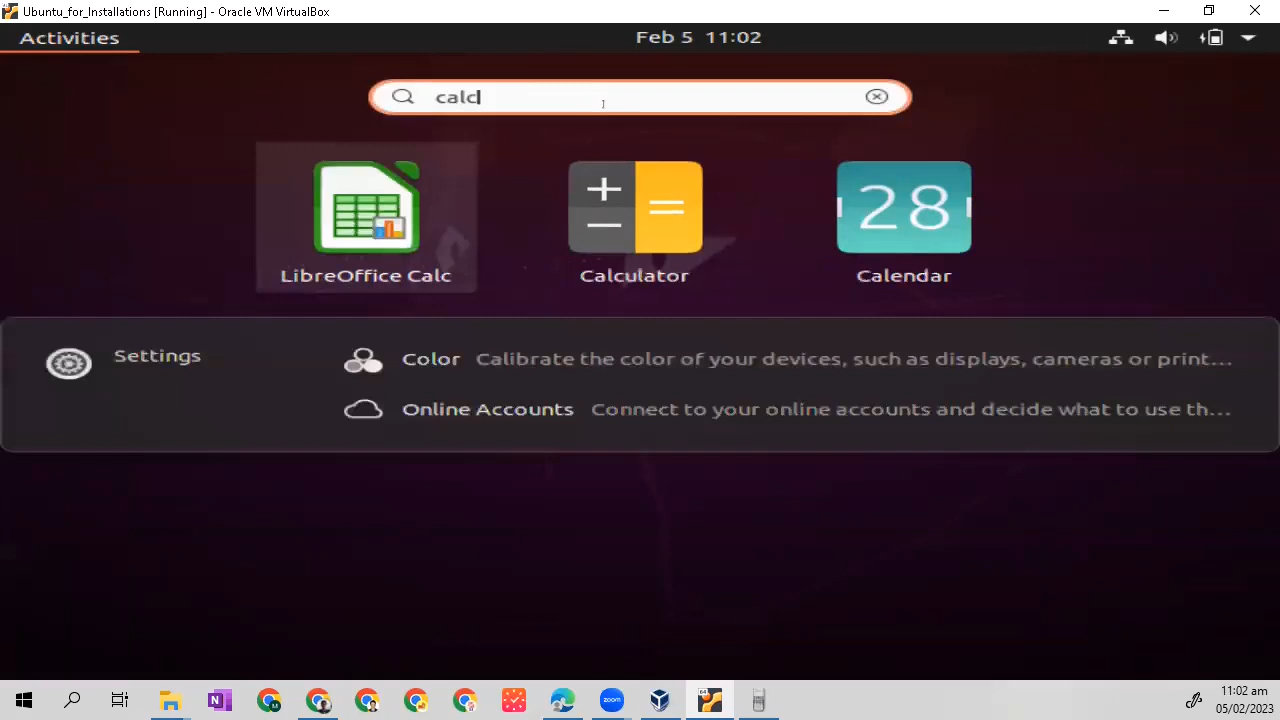 Ubuntu_for_Installations [Running] - Oracle VM VirtualBox
Activities
Feb 5 11:02
calc
28
LibreOffice Calc
Calculator
Calendar
Settings
Color Calibrate the color of your devices, such as displays, cameras or print...
Online Accounts Connect to your online accounts and decide what to use th...
zoom
11:02 am
05/02/2023